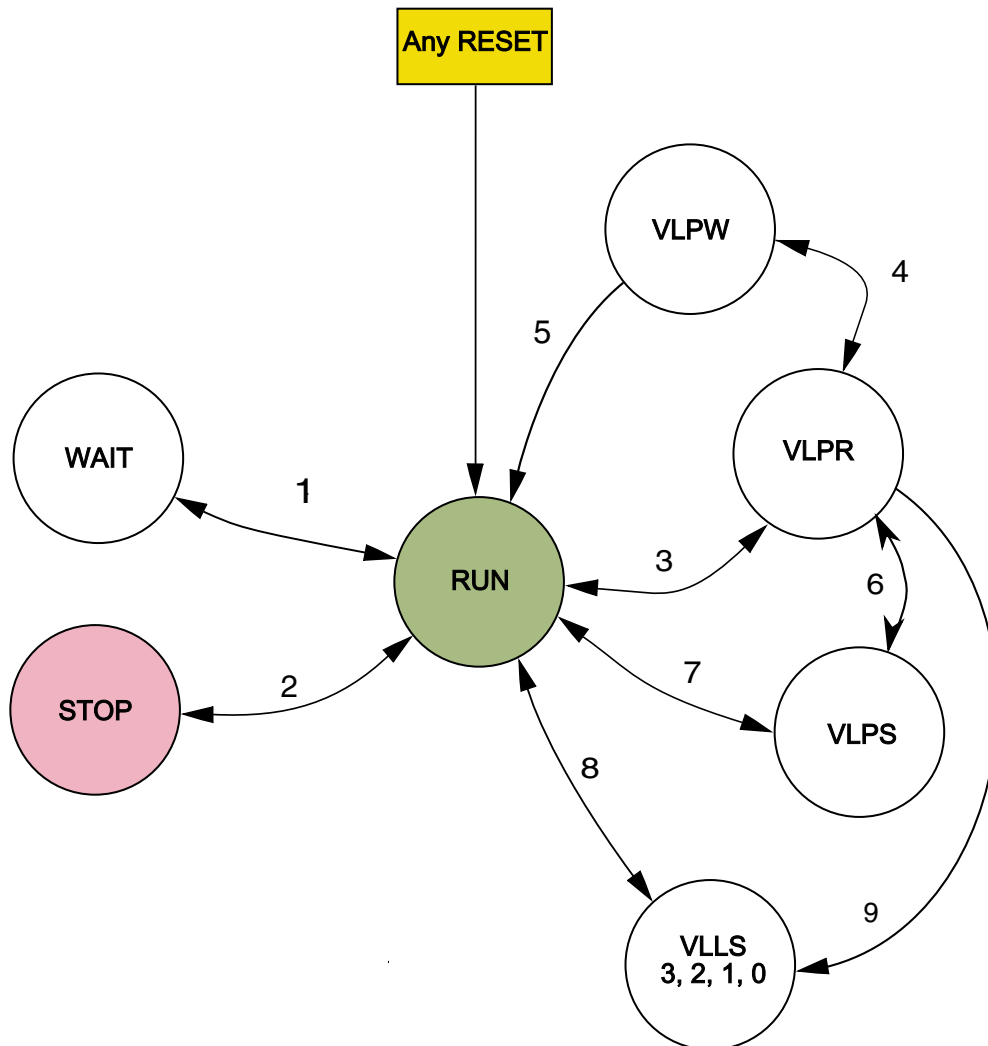 Any RESET
VLPW
4
5
VLPR
WAIT
1
3
RUN
6
7
2
STOP
VLPS
8
9
VLLS
3, 2, 1, 0